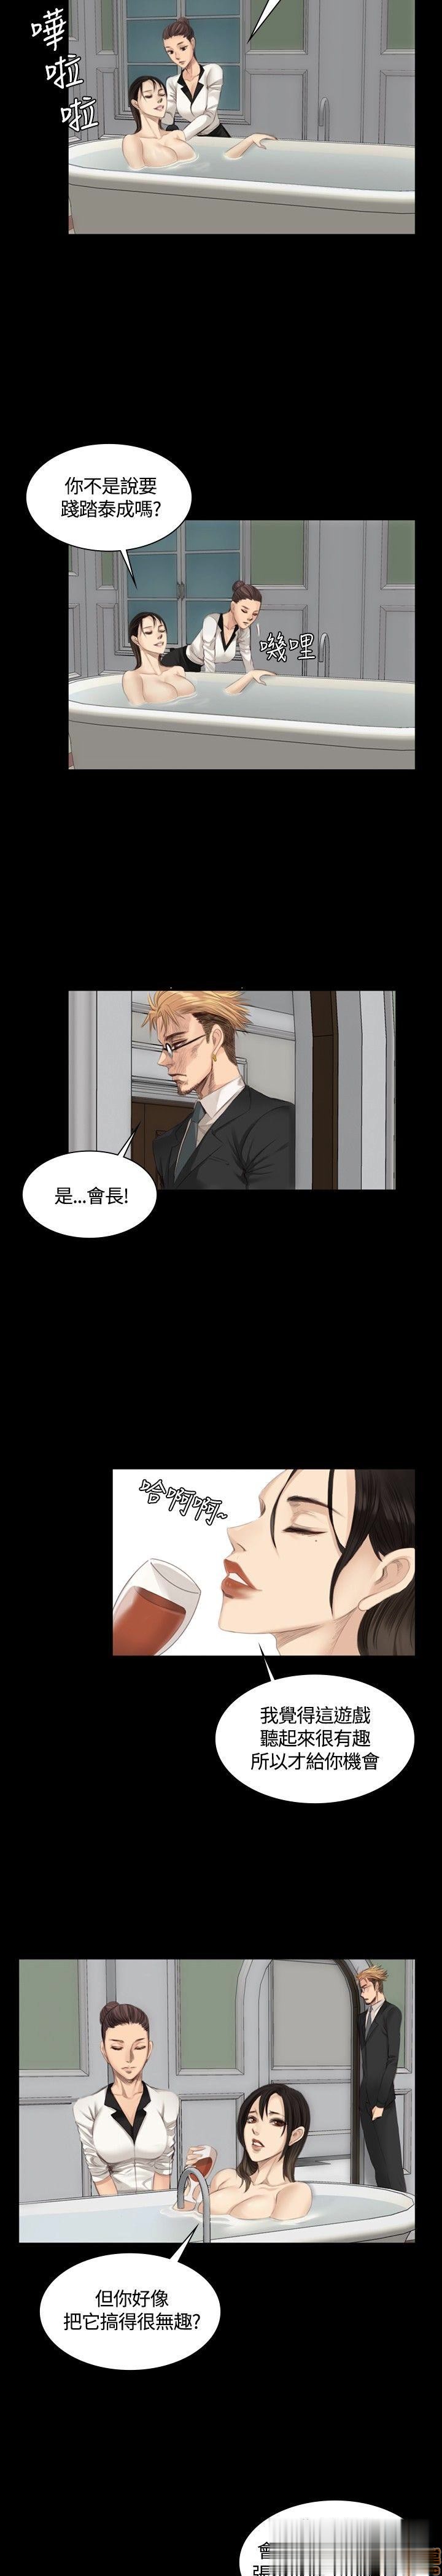 嘩
啦
啦
你不是說要
踐踏泰成嗎?
嘰哩
是...會長!
哈啊啊~
我覺得這遊戲
聽起來很有趣
所以才給你機會
但你好像
把它搞得很無趣?
會
張